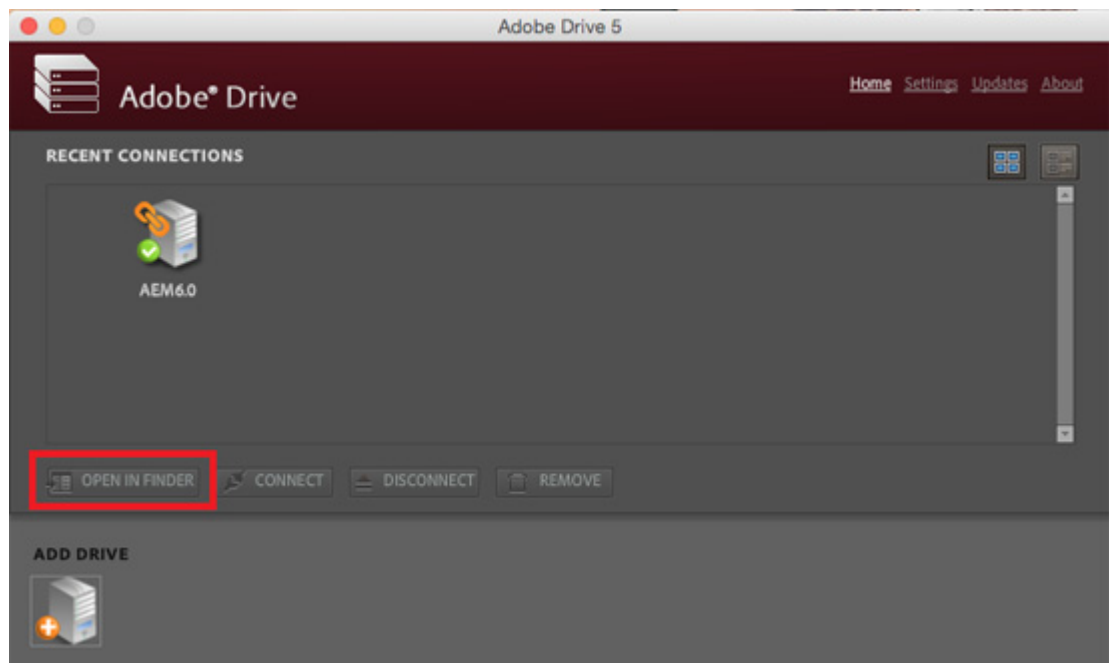 Adobe Drive 5
Adobe® Drive
Home Settings Updates About
RECENT CONNECTIONS
AEM6.0
OPEN IN FINDER CONNECT DISCONNECT REMOVE
ADD DRIVE